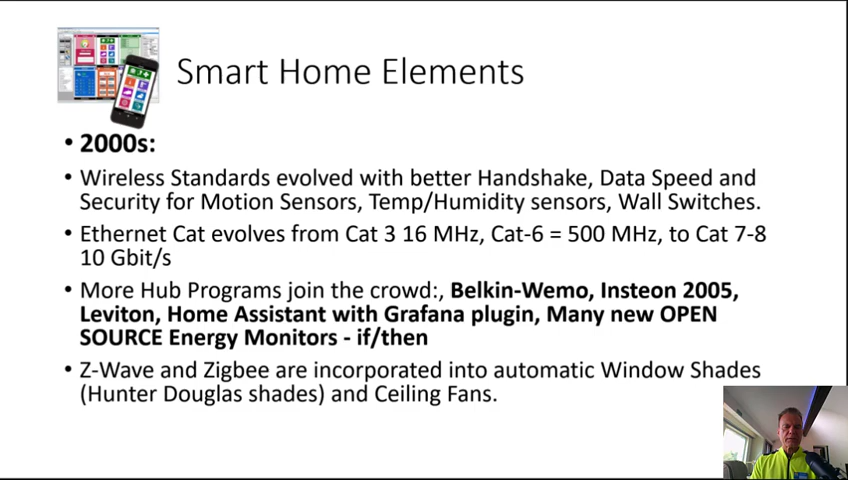 Smart Home Elements
• 2000s:
• Wireless Standards evolved with better Handshake, Data Speed and
Security for Motion Sensors, Temp/Humidity sensors, Wall Switches.
• Ethernet Cat evolves from Cat 3 16 MHz, Cat-6 = 500 MHz, to Cat 7-8
10 Gbit/s
• More Hub Programs join the crowd:, Belkin-Wemo, Insteon 2005,
Leviton, Home Assistant with Grafana plugin, Many new OPEN
SOURCE Energy Monitors - if/then
• Z-Wave and Zigbee are incorporated into automatic Window Shades
(Hunter Douglas shades) and Ceiling Fans.